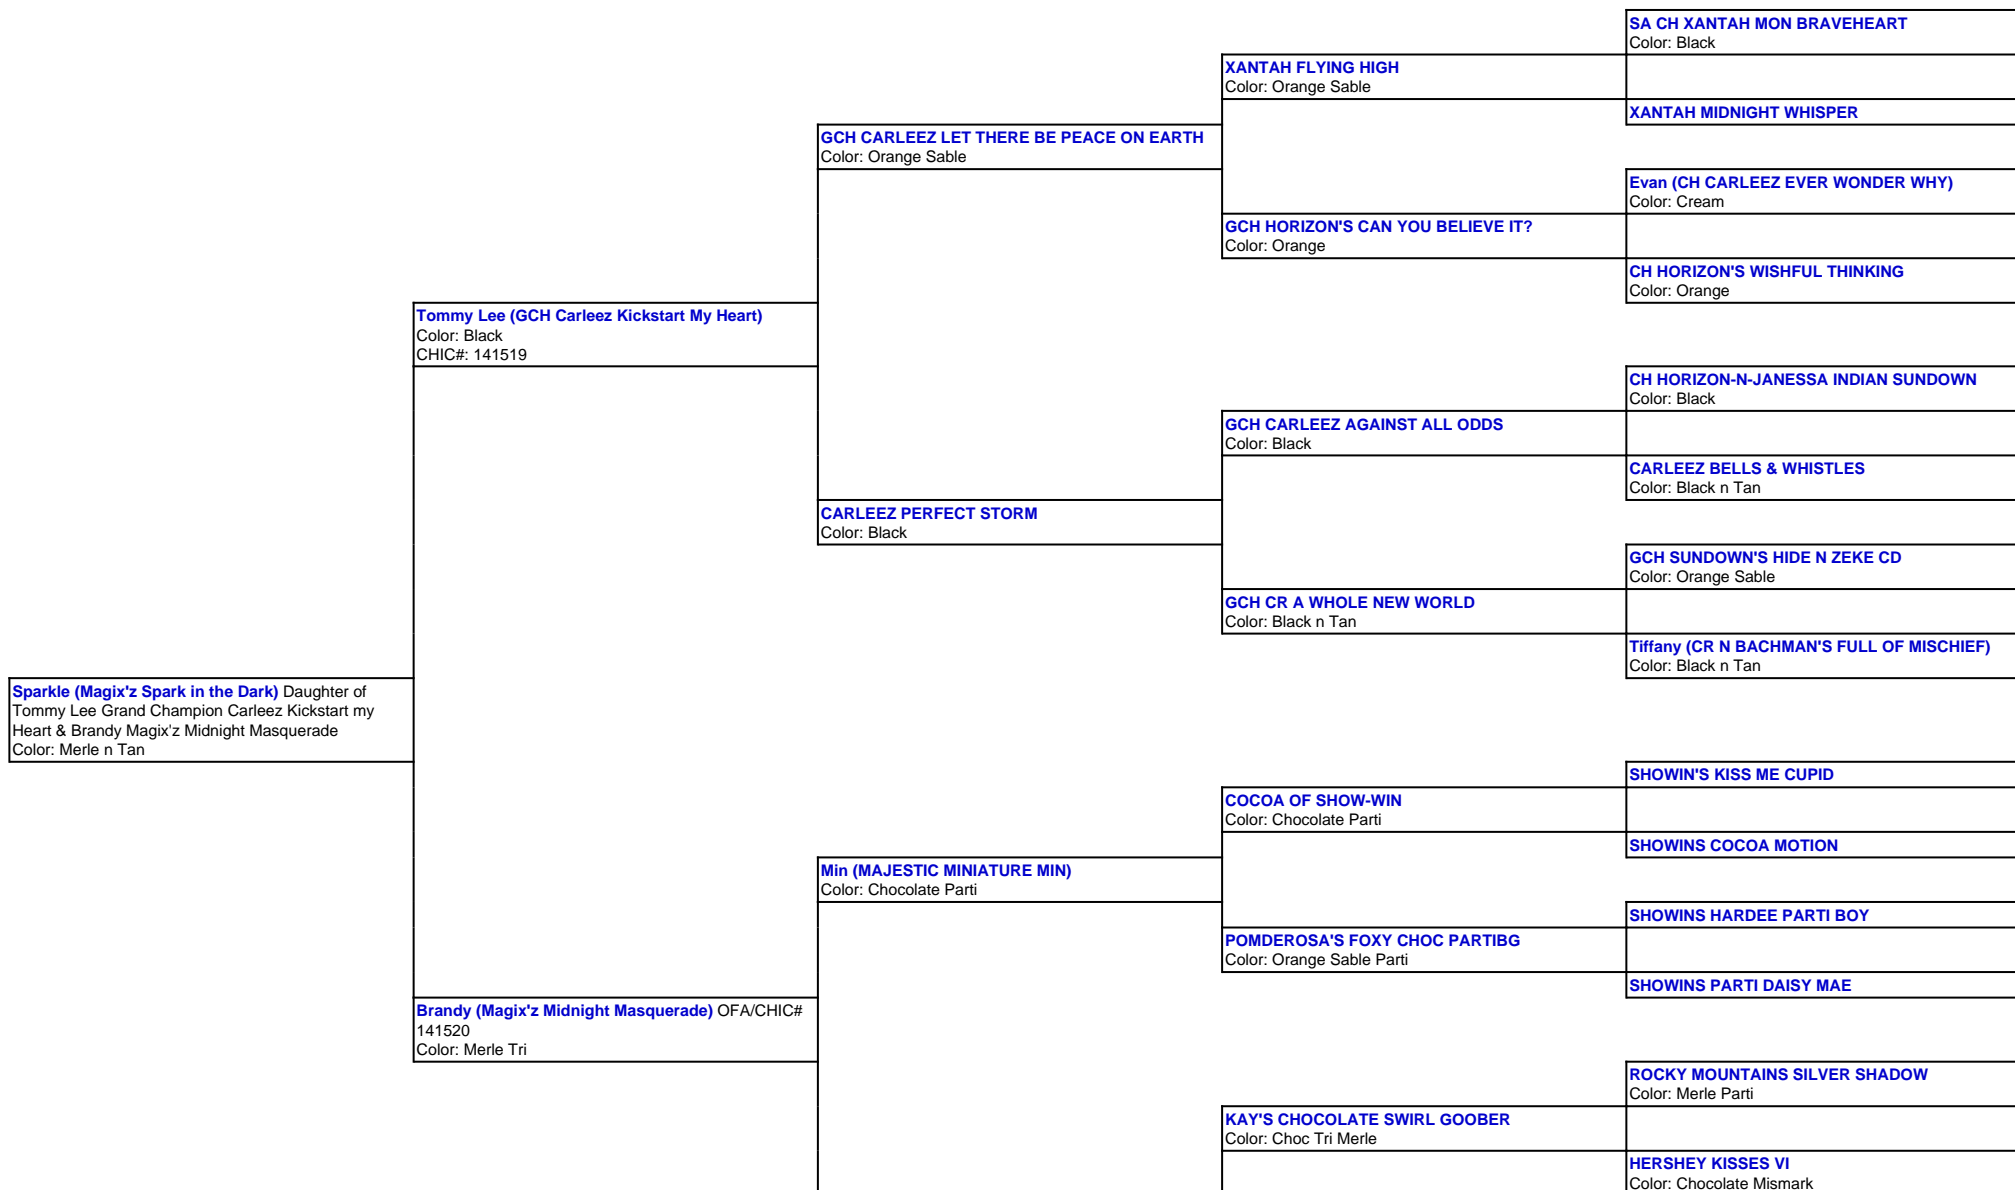 SA CH XANTAH MON BRAVEHEART
Color: Black
XANTAH FLYING HIGH
Color: Orange Sable
XANTAH MIDNIGHT WHISPER
GCH CARLEEZ LET THERE BE PEACE ON EARTH
Color: Orange Sable
Evan (CH CARLEEZ EVER WONDER WHY)
Color: Cream
GCH HORIZON'S CAN YOU BELIEVE IT?
Color: Orange
CH HORIZON'S WISHFUL THINKING
Color: Orange
Tommy Lee (GCH Carleez Kickstart My Heart)
Color: Black
CHIC#: 141519
CH HORIZON-N-JANESSA INDIAN SUNDOWN
Color: Black
GCH CARLEEZ AGAINST ALL ODDS
Color: Black
CARLEEZ BELLS & WHISTLES
Color: Black n Tan
CARLEEZ PERFECT STORM
Color: Black
GCH SUNDOWN'S HIDE N ZEKE CD
Color: Orange Sable
GCH CR A WHOLE NEW WORLD
Color: Black n Tan
Tiffany (CR N BACHMAN'S FULL OF MISCHIEF)
Color: Black n Tan
Sparkle (Magix'z Spark in the Dark) Daughter of
Tommy Lee Grand Champion Carleez Kickstart my
Heart & Brandy Magix'z Midnight Masquerade
Color: Merle n Tan
SHOWIN'S KISS ME CUPID
COCOA OF SHOW-WIN
Color: Chocolate Parti
SHOWINS COCOA MOTION
Min (MAJESTIC MINIATURE MIN)
Color: Chocolate Parti
SHOWINS HARDEE PARTI BOY
POMDEROSA'S FOXY CHOC PARTIBG
Color: Orange Sable Parti
SHOWINS PARTI DAISY MAE
Brandy (Magix'z Midnight Masquerade) OFA/CHIC#
141520
Color: Merle Tri
ROCKY MOUNTAINS SILVER SHADOW
Color: Merle Parti
KAY'S CHOCOLATE SWIRL GOOBER
Color: Choc Tri Merle
HERSHEY KISSES VI
Color: Chocolate Mismark